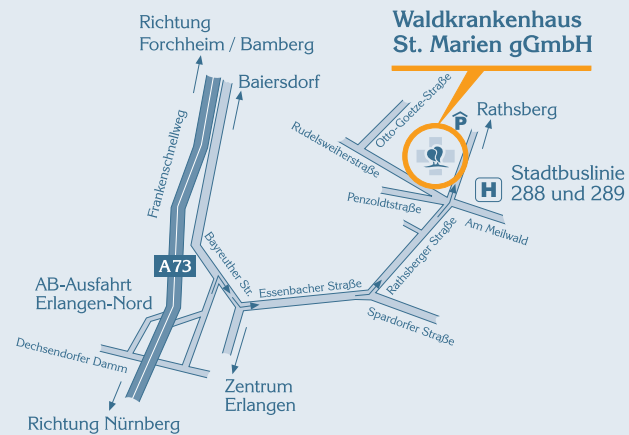 Waldkrankenhaus
St. Marien gGmbH
Richtung
Forchheim / Bamberg
Baiersdorf
Otto-Goetze-Straße
P
Rathsberg
Rudelsweiherstraße
Frankenschnellweg
H
Stadtbuslinie
288 und 289
Penzoldtstraße
Am Meilwald
Bayreuther Str.
Rathsberger Straße
A73
AB-Ausfahrt
Erlangen-Nord
Essenbacher Straße
Spardorfer Straße
Dechsendorfer Damm
Zentrum
Erlangen
Richtung Nürnberg